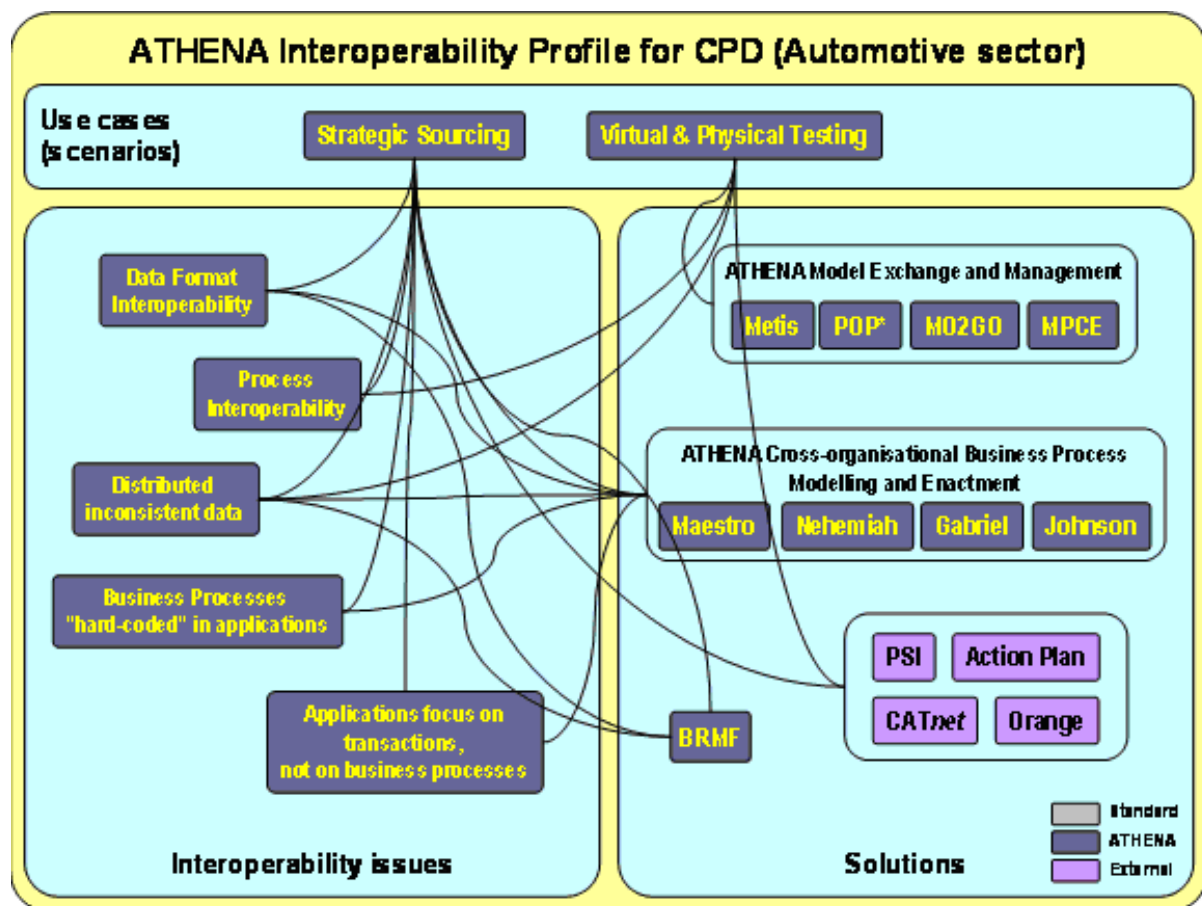 ATHENA Interoperability Profile for CPD (Automotive sector)
Use cases
(scenarios)
Strategic Sourcing
Virtual & Physical Testing
Data Format
Interoperability
Process
Interoperability
Distributed
inconsistent data
Business Processes
"hard-coded" in applications
Applications focus on
transactions,
not on business processes
Interoperability issues
ATHENA Model Exchange and Management
Metis
POP*
MO2GO
MPCE
ATHENA Cross-organisational Business Process
Modelling and Enactment
Maestro
Nehemiah
Gabriel
Johnson
PSI
Action Plan
CATnet
Orange
BRMF
Standard
ATHENA
External
Solutions